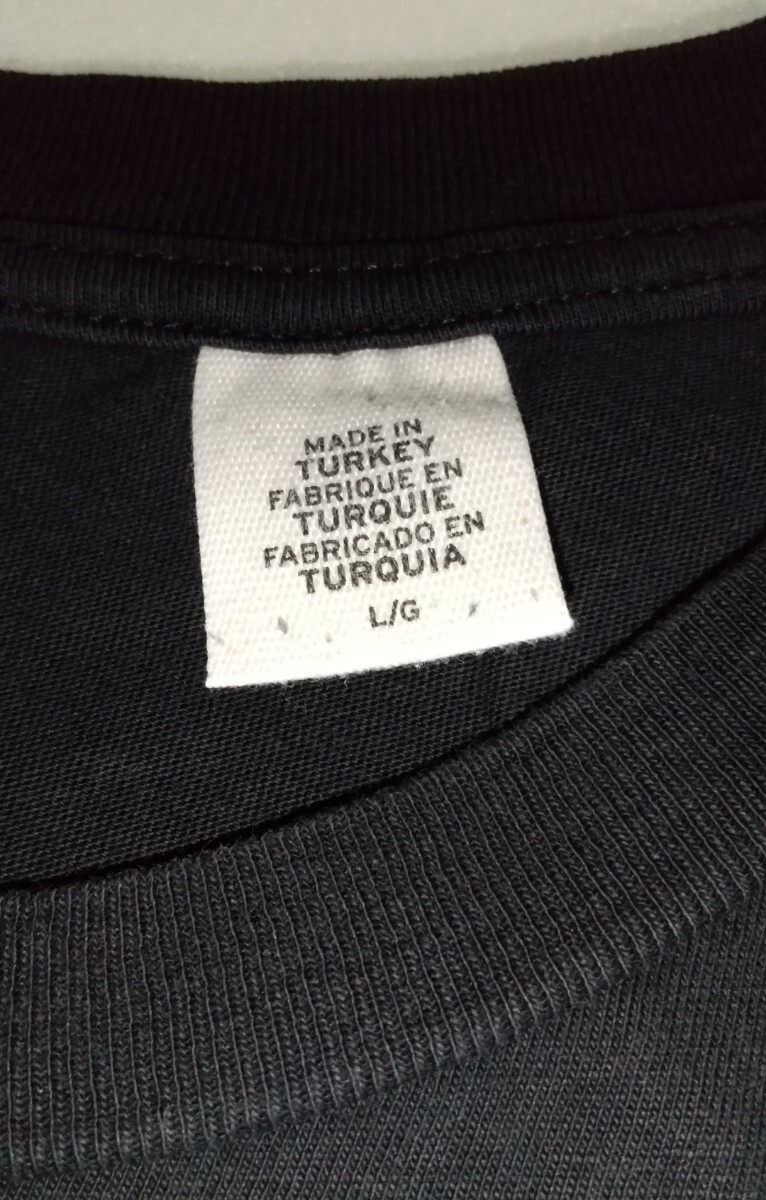 MADE IN
TURKEY
FABRIQUE EN
TURQUIE
FABRICADO EN
TURQUIA
L/G